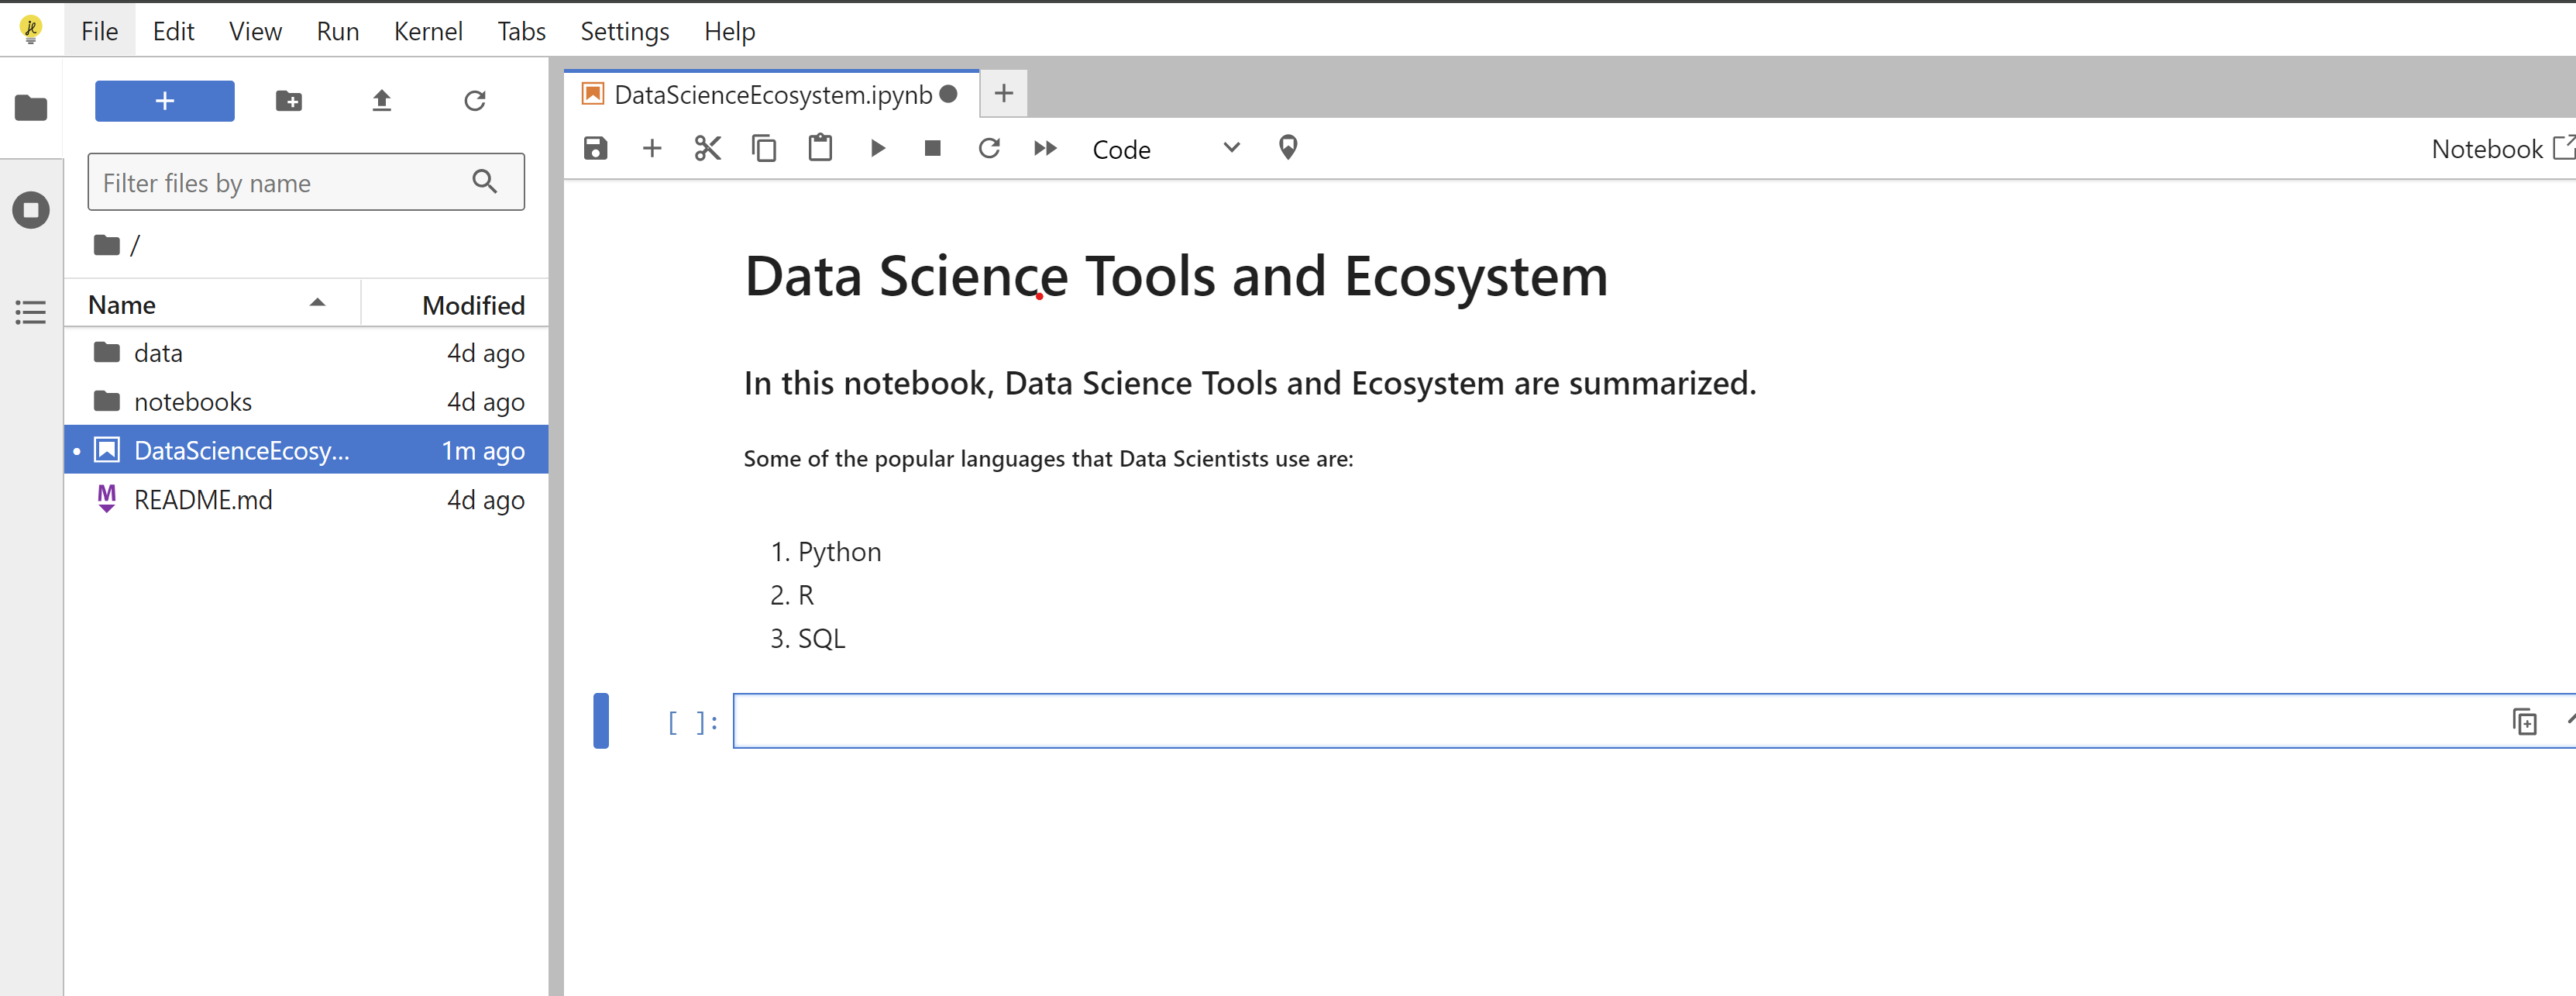 File Edit View Run Kernel Tabs Settings Help
DataScienceEcosystem.ipynb
Code
Notebook
Filter files by name
/
Name Modified
data 4d ago
notebooks 4d ago
DataScienceEcosy... 1m ago
README.md 4d ago
Data Science Tools and Ecosystem
In this notebook, Data Science Tools and Ecosystem are summarized.
Some of the popular languages that Data Scientists use are:
1. Python
2. R
3. SQL
[ ]: